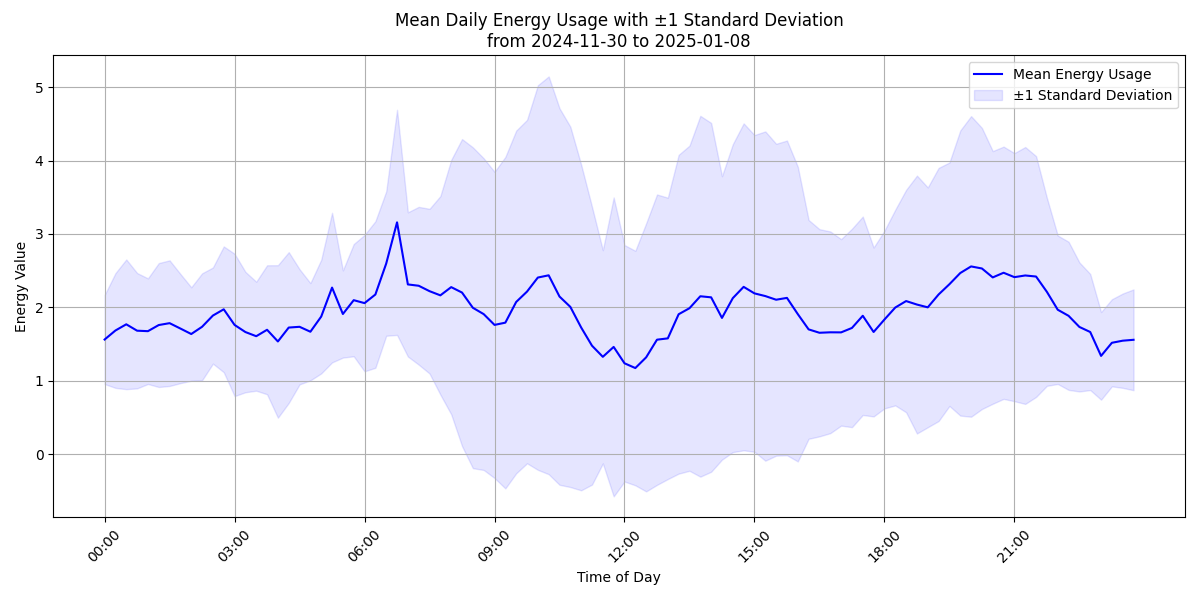 Mean Daily Energy Usage with ±1 Standard Deviation
from 2024-11-30 to 2025-01-08
Mean Energy Usage
±1 Standard Deviation
Energy Value
5
4
3
2
1
0
00:00
03:00
06:00
09:00
12:00
15:00
18:00
21:00
Time of Day